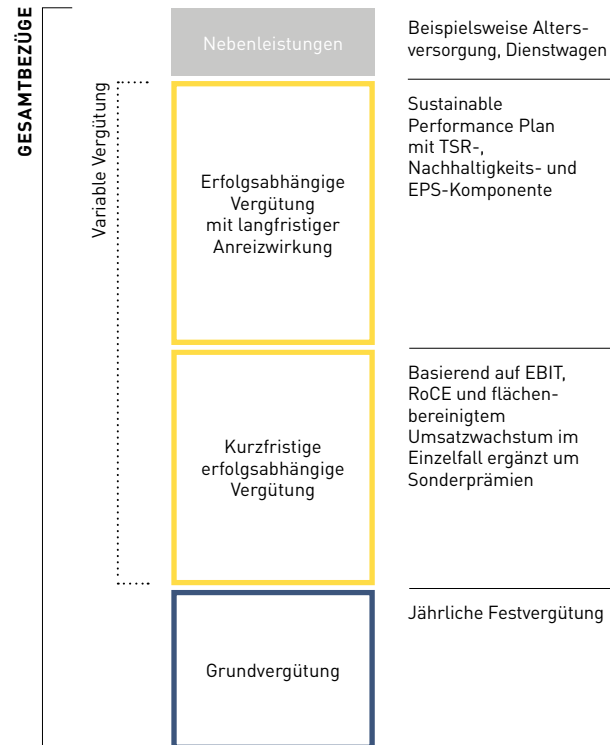 GESAMTBEZÜGE
Variable Vergütung
Nebenleistungen
Beispielsweise Alters-
versorgung, Dienstwagen
Erfolgsabhängige
Vergütung
mit langfristiger
Anreizwirkung
Sustainable
Performance Plan
mit TSR-,
Nachhaltigkeits- und
EPS-Komponente
Kurzfristige
erfolgsabhängige
Vergütung
Basierend auf EBIT,
RoCE und flächen-
bereinigtem
Umsatzwachstum im
Einzelfall ergänzt um
Sonderprämien
Grundvergütung
Jährliche Festvergütung